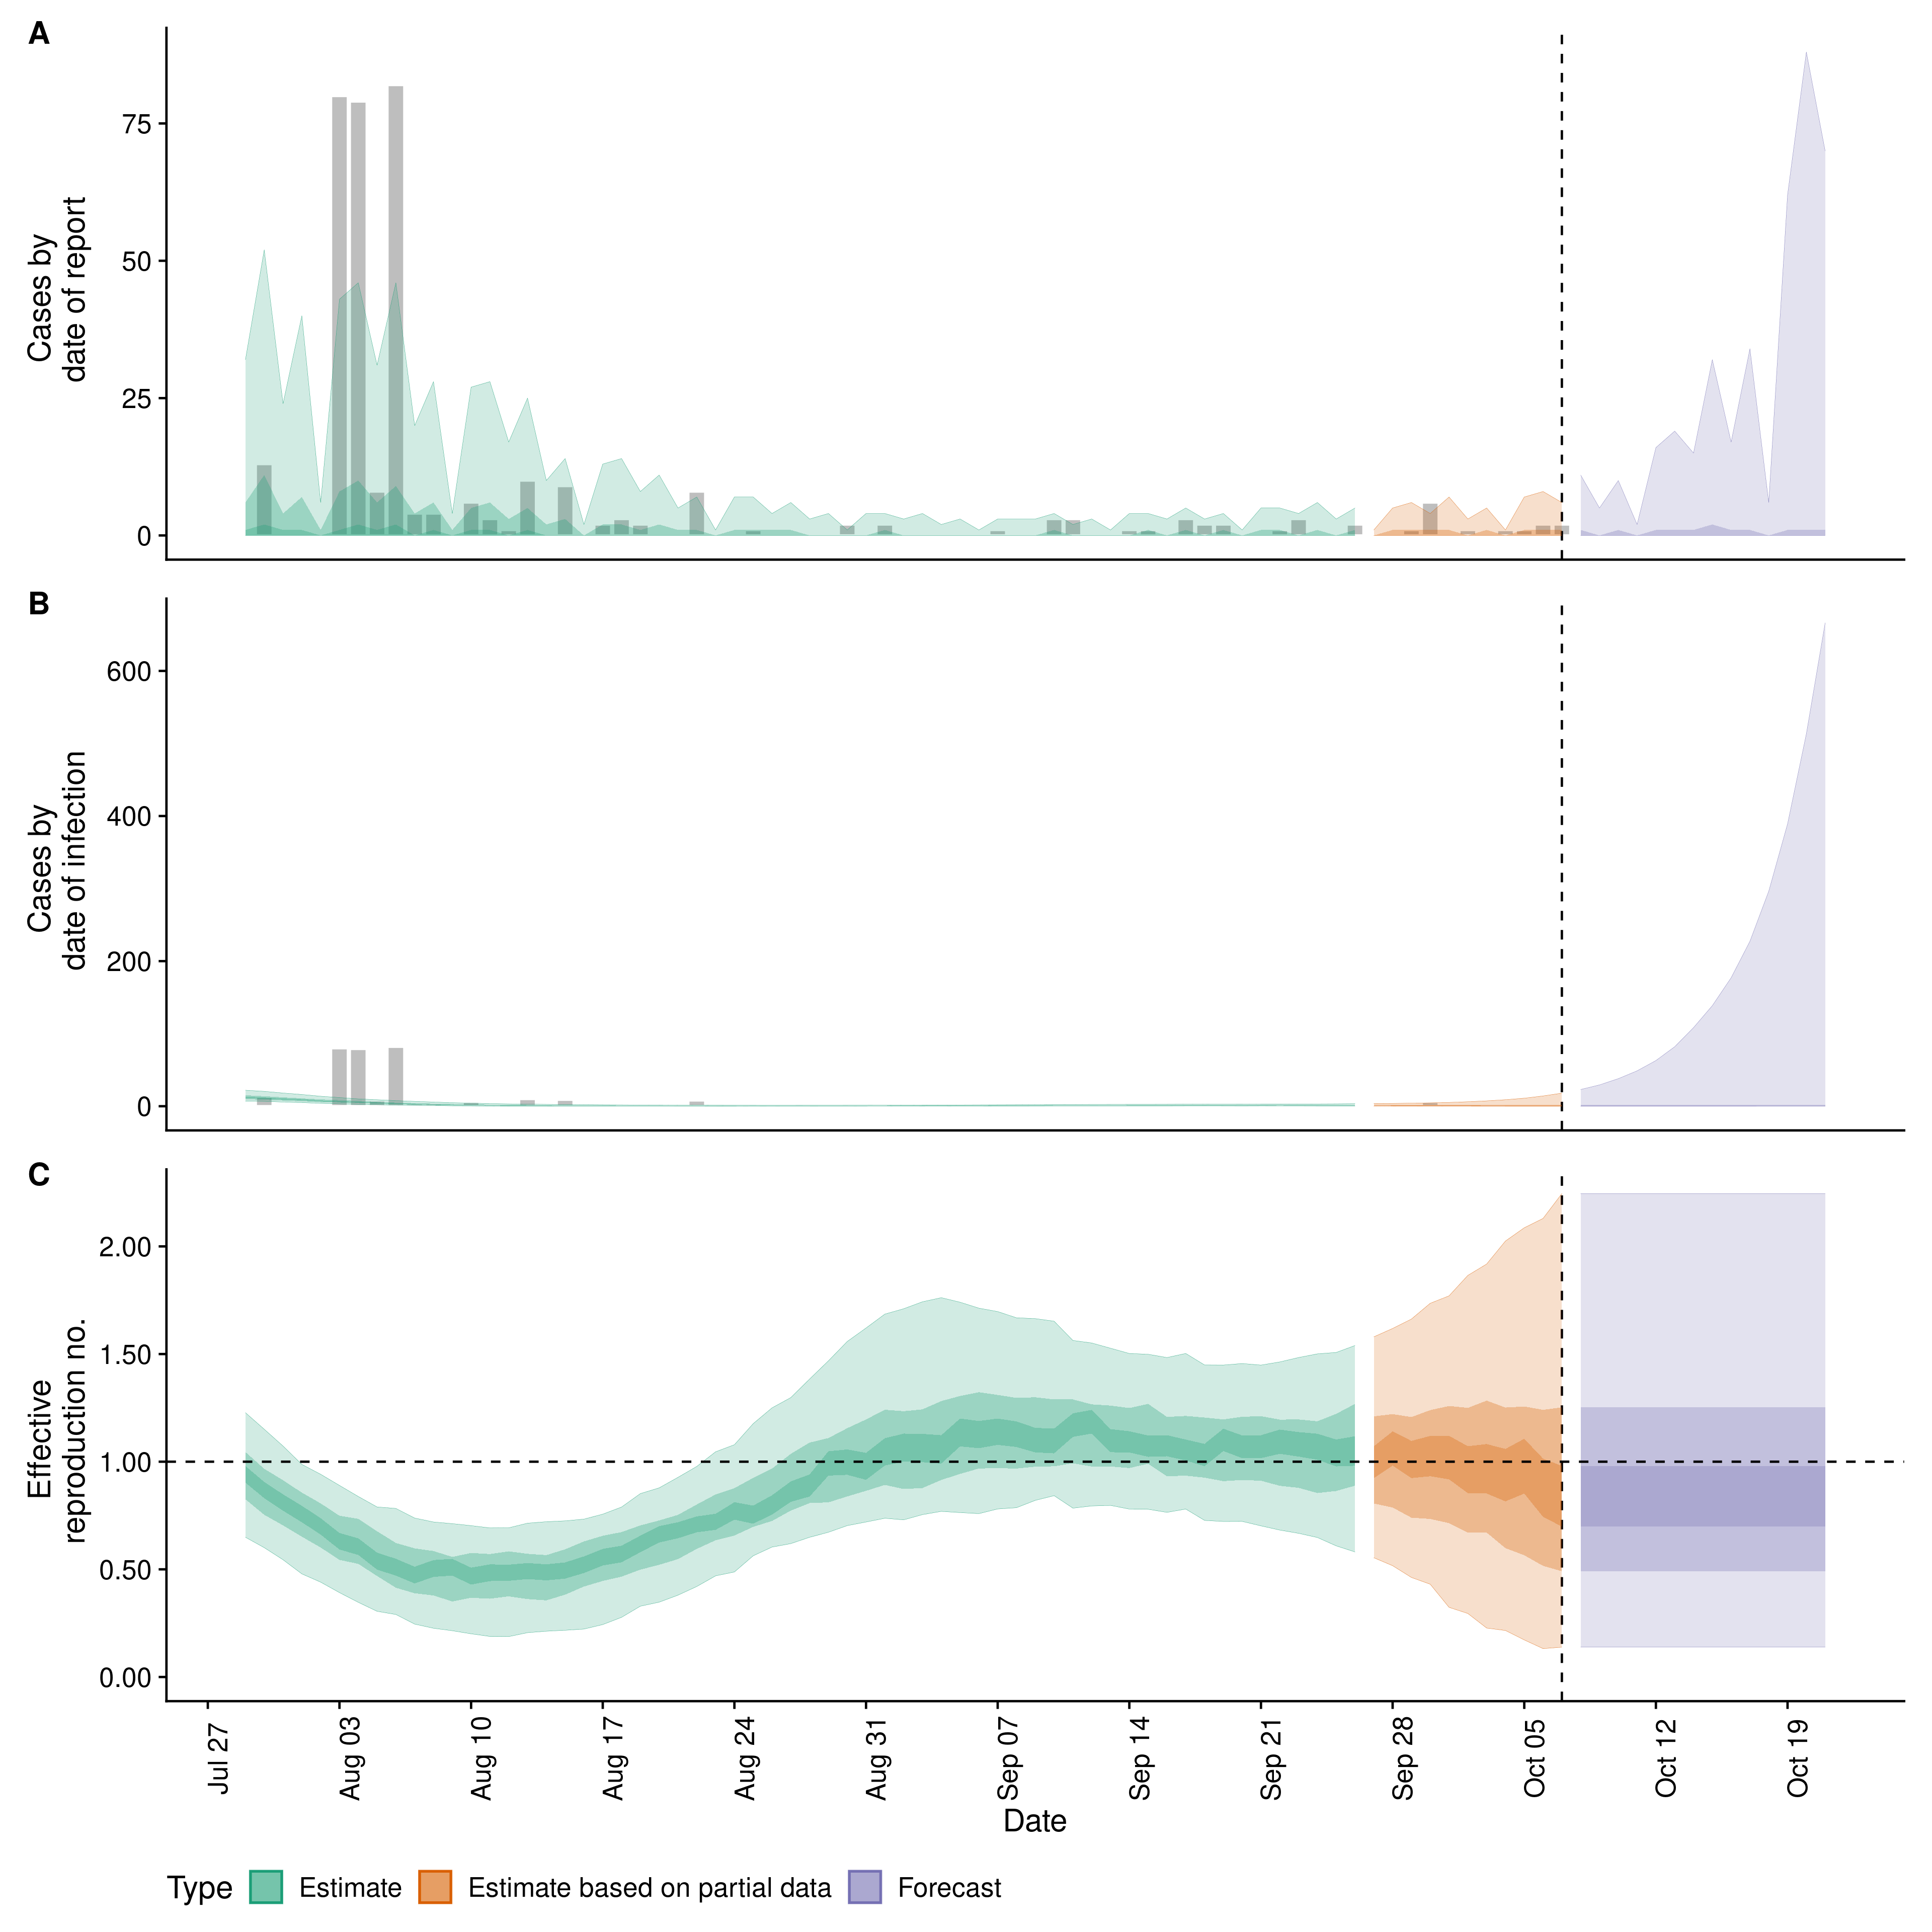 A
Cases by
date of report
75
50
25
0
B
Cases by
date of infection
600
400
200
0
C
Effective
reproduction no.
2.00
1.50
1.00
0.50
0.00
Jul 27
Aug 03
Aug 10
Aug 17
Aug 24
Aug 31
Sep 07
Sep 14
Sep 21
Sep 28
Oct 05
Oct 12
Oct 19
Date
Type Estimate Estimate based on partial data Forecast